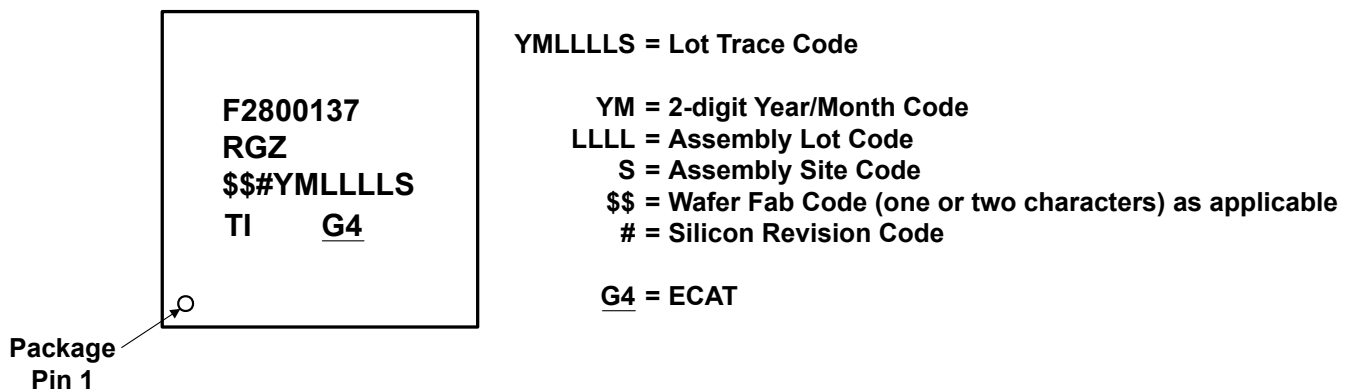 F2800137
RGZ
$$#YMLLLLS
TI G4
Package
Pin 1
YMLLLLS = Lot Trace Code
YM = 2-digit Year/Month Code
LLLL = Assembly Lot Code
S = Assembly Site Code
$$ = Wafer Fab Code (one or two characters) as applicable
# = Silicon Revision Code
G4 = ECAT